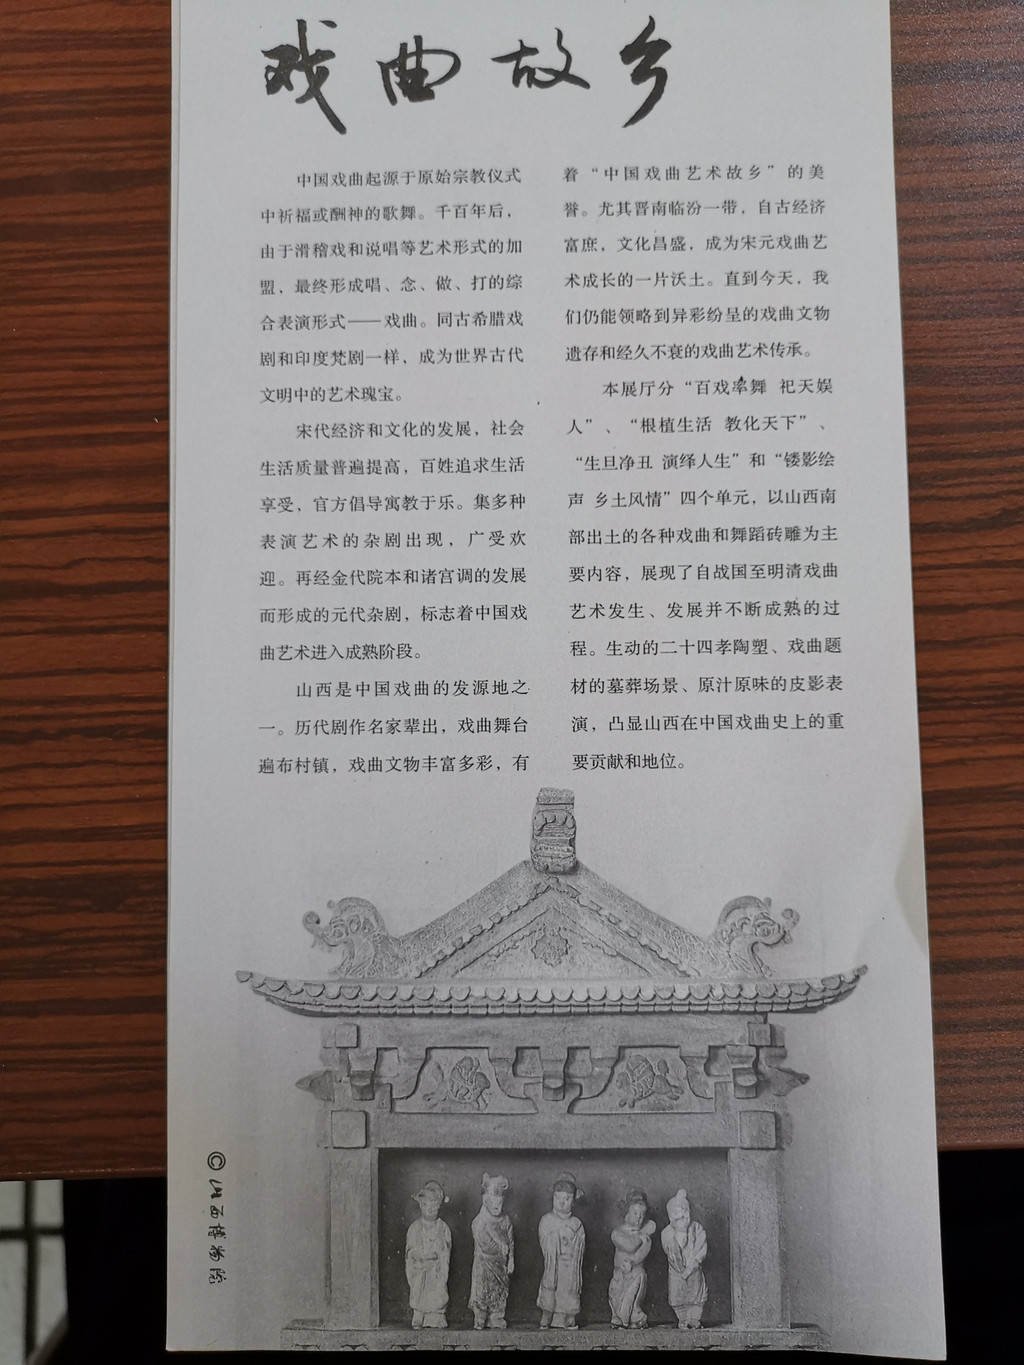 戏曲故乡
中国戏曲起源于原始宗教仪式
中祈福或酬神的歌舞。千百年后，
由于滑稽戏和说唱等艺术形式的加
盟，最终形成唱、念、做、打的综
合表演形式——戏曲。同古希腊戏
剧和印度梵剧一样，成为世界古代
文明中的艺术瑰宝。
宋代经济和文化的发展，社会
生活质量普遍提高，百姓追求生活
享受，官方倡导寓教于乐。集多种
表演艺术的杂剧出现，广受欢
迎。再经金代院本和诸宫调的发展
而形成的元代杂剧，标志着中国戏
曲艺术进入成熟阶段。
山西是中国戏曲的发源地之
一。历代剧作名家辈出，戏曲舞台
遍布村镇，戏曲文物丰富多彩，有
着“中国戏曲艺术故乡”的美
誉。尤其晋南临汾一带，自古经济
富庶，文化昌盛，成为宋元戏曲艺
术成长的一片沃土。直到今天，我
们仍能领略到异彩纷呈的戏曲文物
遗存和经久不衰的戏曲艺术传承。
本展厅分“百戏率舞 祀天娱
人”、“根植生活 教化天下”、
“生旦净丑 演绎人生”和“镂影绘
声 乡土风情”四个单元，以山西南
部出土的各种戏曲和舞蹈砖雕为主
要内容，展现了自战国至明清戏曲
艺术发生、发展并不断成熟的过
程。生动的二十四孝陶塑、戏曲题
材的墓葬场景、原汁原味的皮影表
演，凸显山西在中国戏曲史上的重
要贡献和地位。
©山西博物院